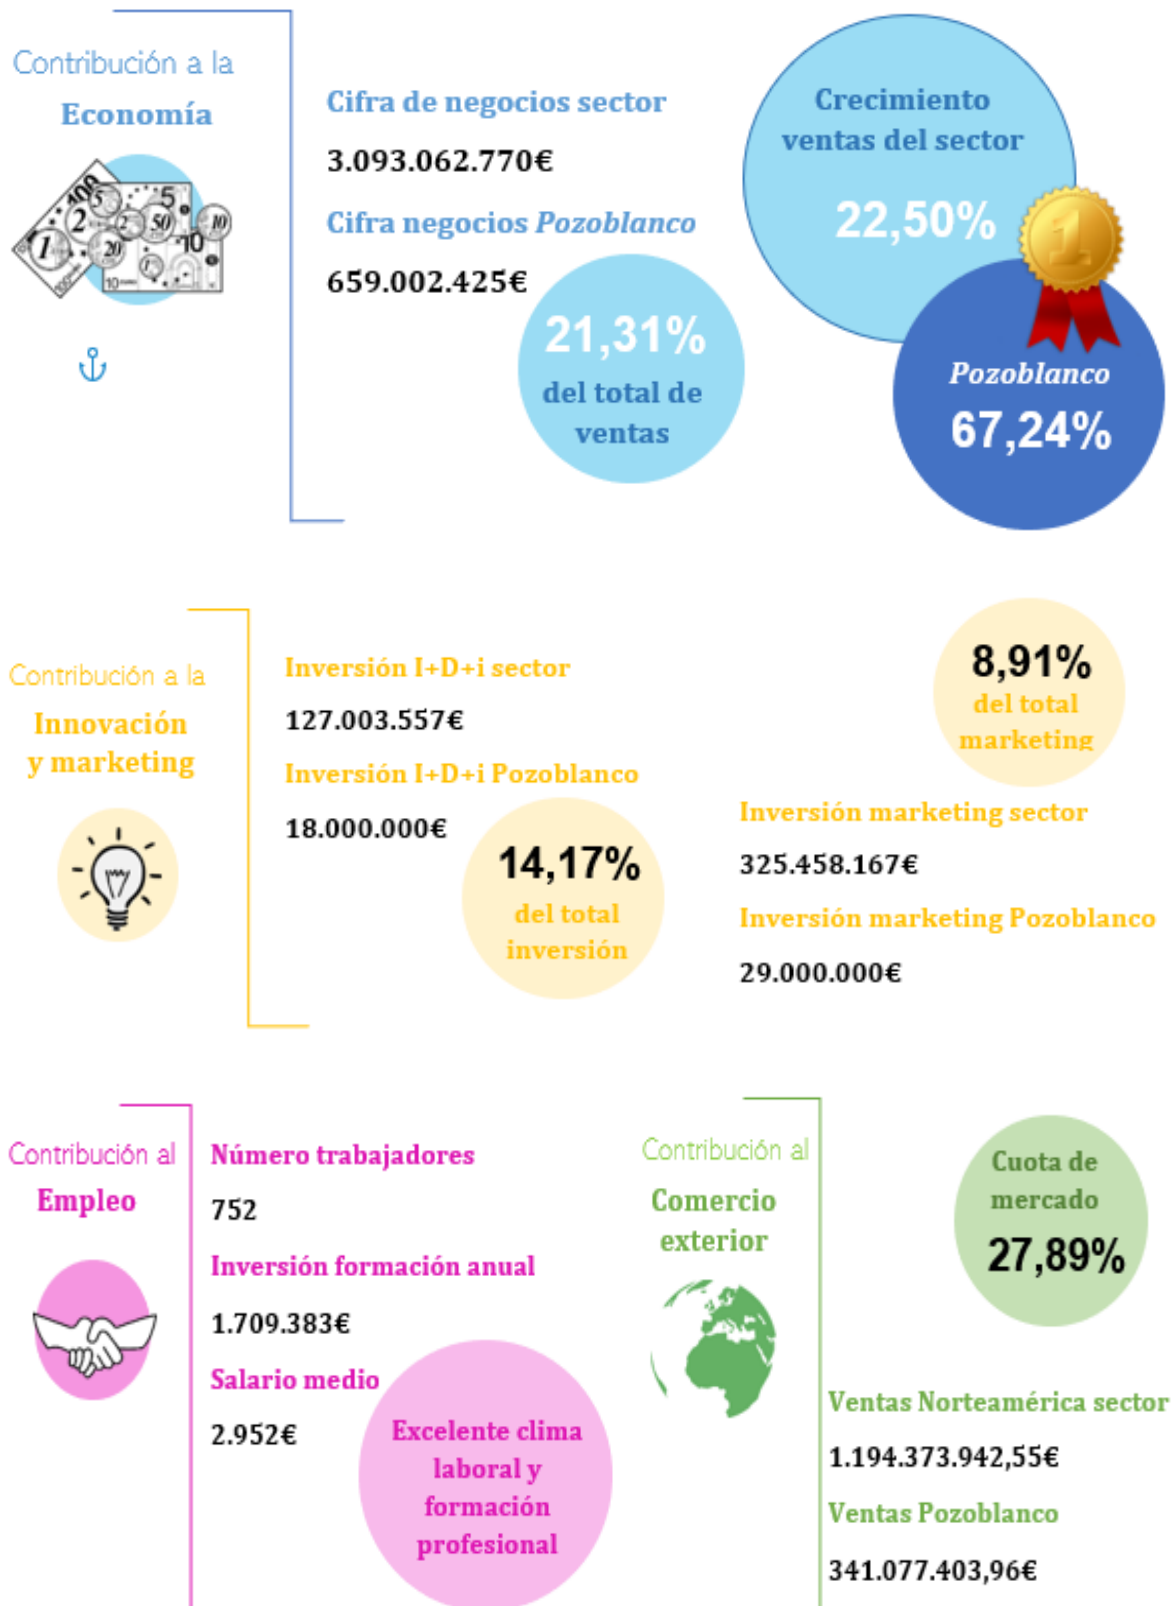 Contribución a la
Economía
Cifra de negocios sector
3.093.062.770€
Cifra negocios Pozoblanco
659.002.425€
21,31%
del total de
ventas
Crecimiento
ventas del sector
22,50%
1
Pozoblanco
67,24%
Contribución a la
Innovación
y marketing
Inversión I+D+i sector
127.003.557€
Inversión I+D+i Pozoblanco
18.000.000€
14,17%
del total
inversión
8,91%
del total
marketing
Inversión marketing sector
325.458.167€
Inversión marketing Pozoblanco
29.000.000€
Contribución al
Empleo
Número trabajadores
752
Inversión formación anual
1.709.383€
Salario medio
2.952€
Excelente clima
laboral y
formación
profesional
Contribución al
Comercio
exterior
Cuota de
mercado
27,89%
Ventas Norteamérica sector
1.194.373.942,55€
Ventas Pozoblanco
341.077.403,96€